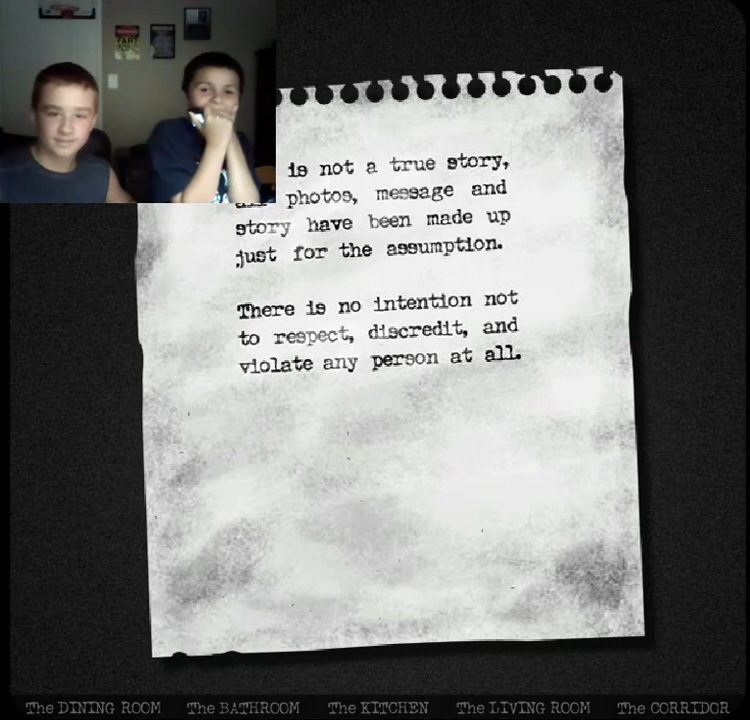 is not a true story,
photos, message and
story have been made up
just for the assumption.
There is no intention not
to respect, discredit, and
violate any person at all.
The DINING ROOM The BATHROOM The KITCHEN The LIVING ROOM The CORRIDOR